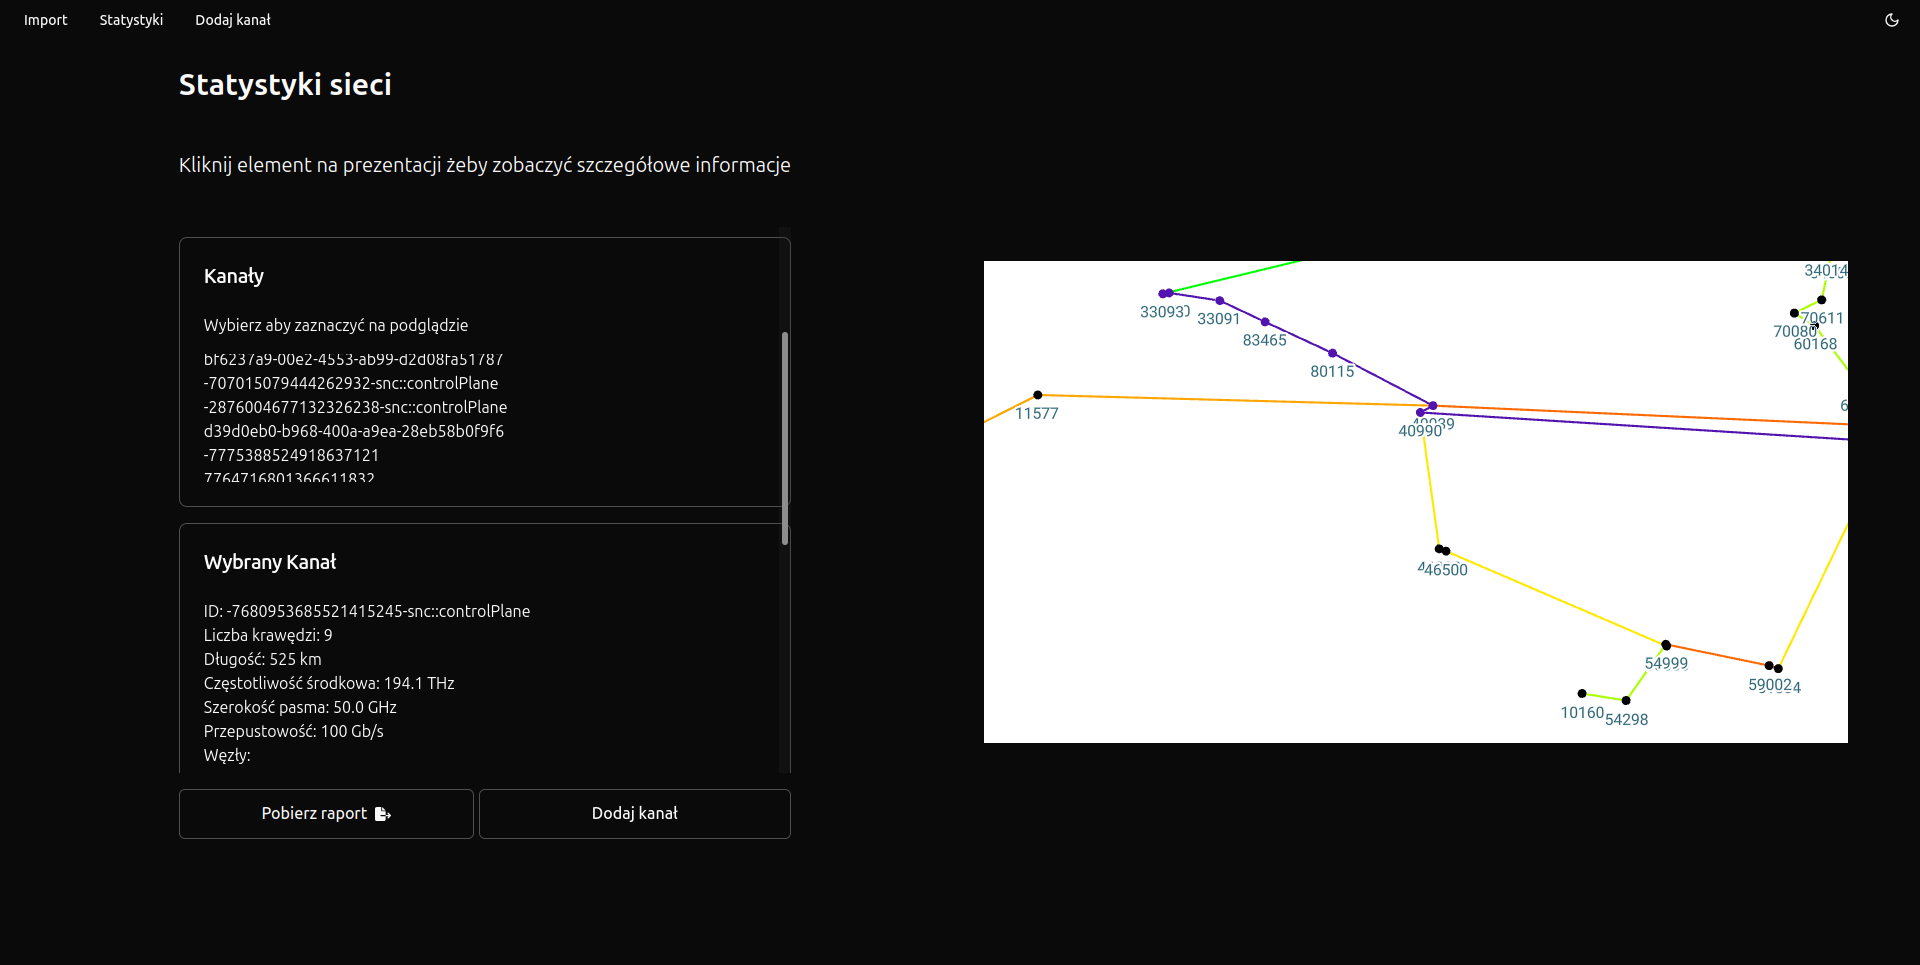 Import
Statystyki
Dodaj kanał
Statystyki sieci
Kliknij element na prezentacji żeby zobaczyć szczegółowe informacje
Kanały
Wybierz aby zaznaczyć na podglądzie
bf6237a9-00e2-4553-ab99-d2d08fa51787
-707015079444262932-snc::controlPlane
-2876004677132326238-snc::controlPlane
d39d0eb0-b968-400a-a9ea-28eb58b0f9f6
-7775388524918637121
7764716801366611832
Wybrany Kanał
ID: -7680953685521415245-snc::controlPlane
Liczba krawędzi: 9
Długość: 525 km
Częstotliwość środkowa: 194.1 THz
Szerokość pasma: 50.0 GHz
Przepustowość: 100 Gb/s
Węzły:
Pobierz raport
Dodaj kanał
34014
33093
33091
70611
70080
60168
83465
80115
11577
40990
46500
54999
59002
10160
54298